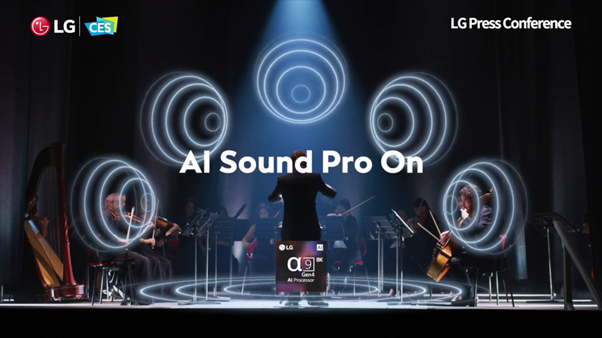 LG
CES
LG Press Conference
AI Sound Pro On
LG
AI
α9
8K
Gen4
AI Processor